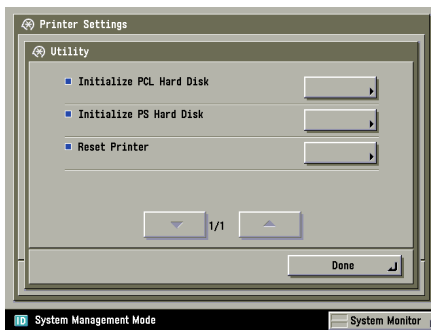 Printer Settings
Utility
Initialize PCL Hard Disk
Initialize PS Hard Disk
Reset Printer
1/1
Done
ID System Management Mode
System Monitor